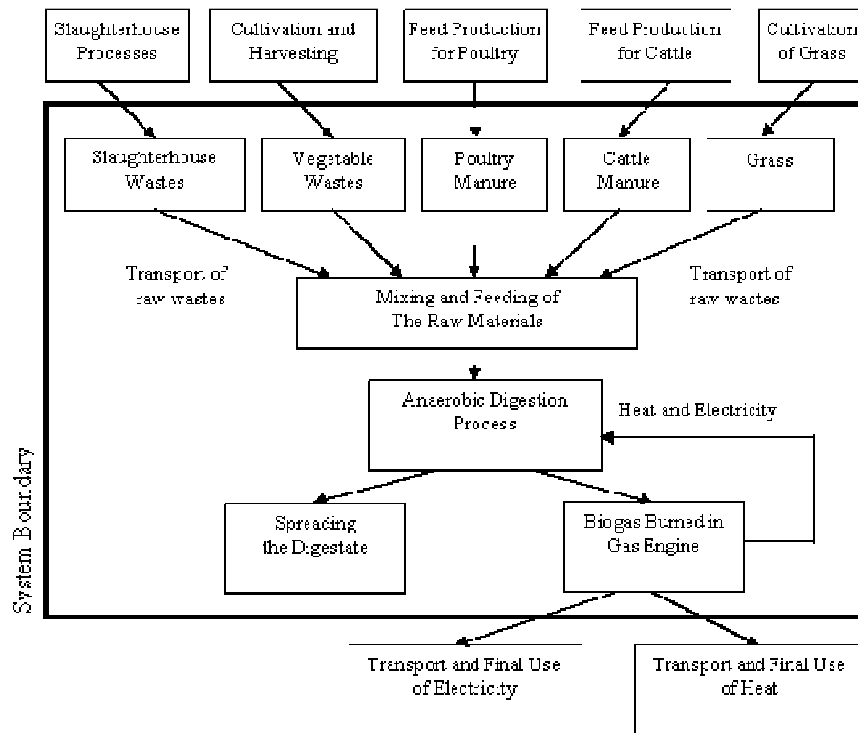 Slaughterhouse
Processes
Cultivation and
Harvesting
Feed Production
for Poultry
Feed Production
for Cattle
Cultivation
of Grass
Slaughterhouse
Wastes
Vegetable
Wastes
Poultry
Manure
Cattle
Manure
Grass
Transport of
raw wastes
Transport of
raw wastes
Mixing and Feeding of
The Raw Materials
Anaerobic Digestion
Process
Heat and Electricity
Spreading
the Digestate
Biogas Burned in
Gas Engine
System Boundary
Transport and Final Use
of Electricity
Transport and Final Use
of Heat